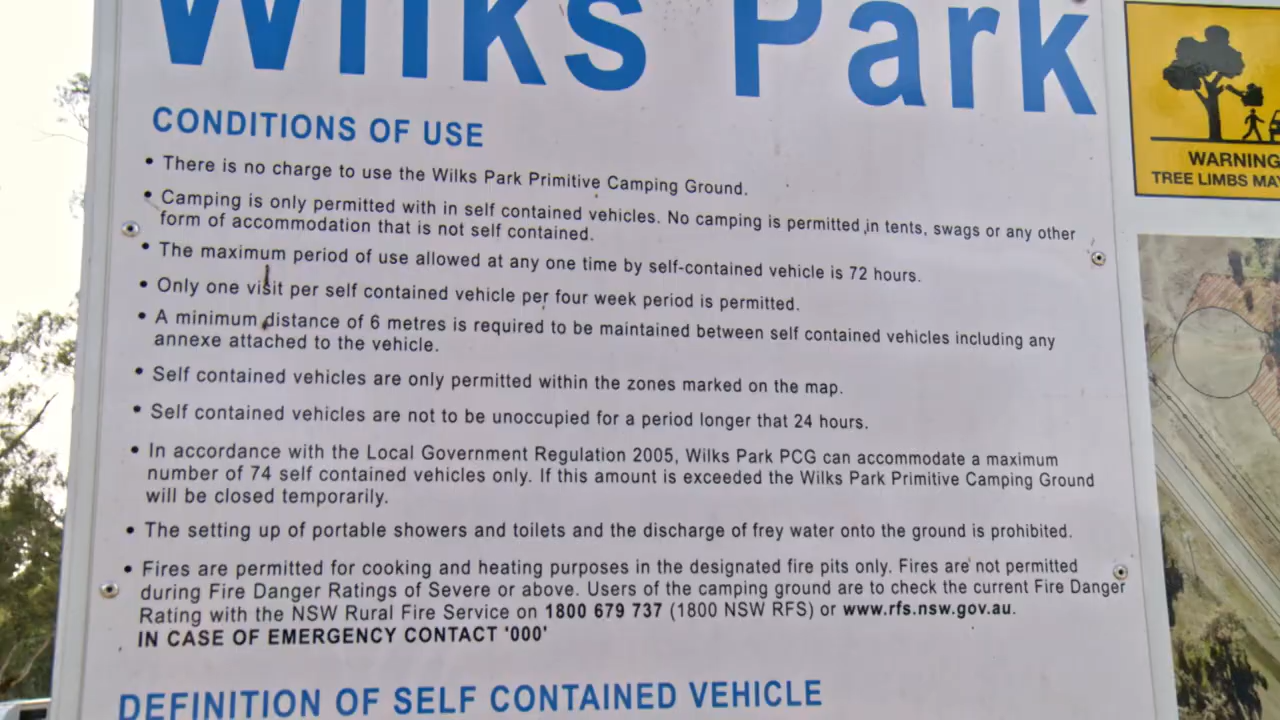 Wilks Park
CONDITIONS OF USE
• There is no charge to use the Wilks Park Primitive Camping Ground.
• Camping is only permitted with in self contained vehicles. No camping is permitted in tents, swags or any other
form of accommodation that is not self contained.
• The maximum period of use allowed at any one time by self-contained vehicle is 72 hours.
• Only one visit per self contained vehicle per four week period is permitted.
• A minimum distance of 6 metres is required to be maintained between self contained vehicles including any
annexe attached to the vehicle.
• Self contained vehicles are only permitted within the zones marked on the map.
• Self contained vehicles are not to be unoccupied for a period longer that 24 hours.
• In accordance with the Local Government Regulation 2005, Wilks Park PCG can accommodate a maximum
number of 74 self contained vehicles only. If this amount is exceeded the Wilks Park Primitive Camping Ground
will be closed temporarily.
• The setting up of portable showers and toilets and the discharge of frey water onto the ground is prohibited.
• Fires are permitted for cooking and heating purposes in the designated fire pits only. Fires are not permitted
during Fire Danger Ratings of Severe or above. Users of the camping ground are to check the current Fire Danger
Rating with the NSW Rural Fire Service on 1800 679 737 (1800 NSW RFS) or www.rfs.nsw.gov.au.
IN CASE OF EMERGENCY CONTACT '000'
DEFINITION OF SELF CONTAINED VEHICLE
WARNING
TREE LIMBS MAY